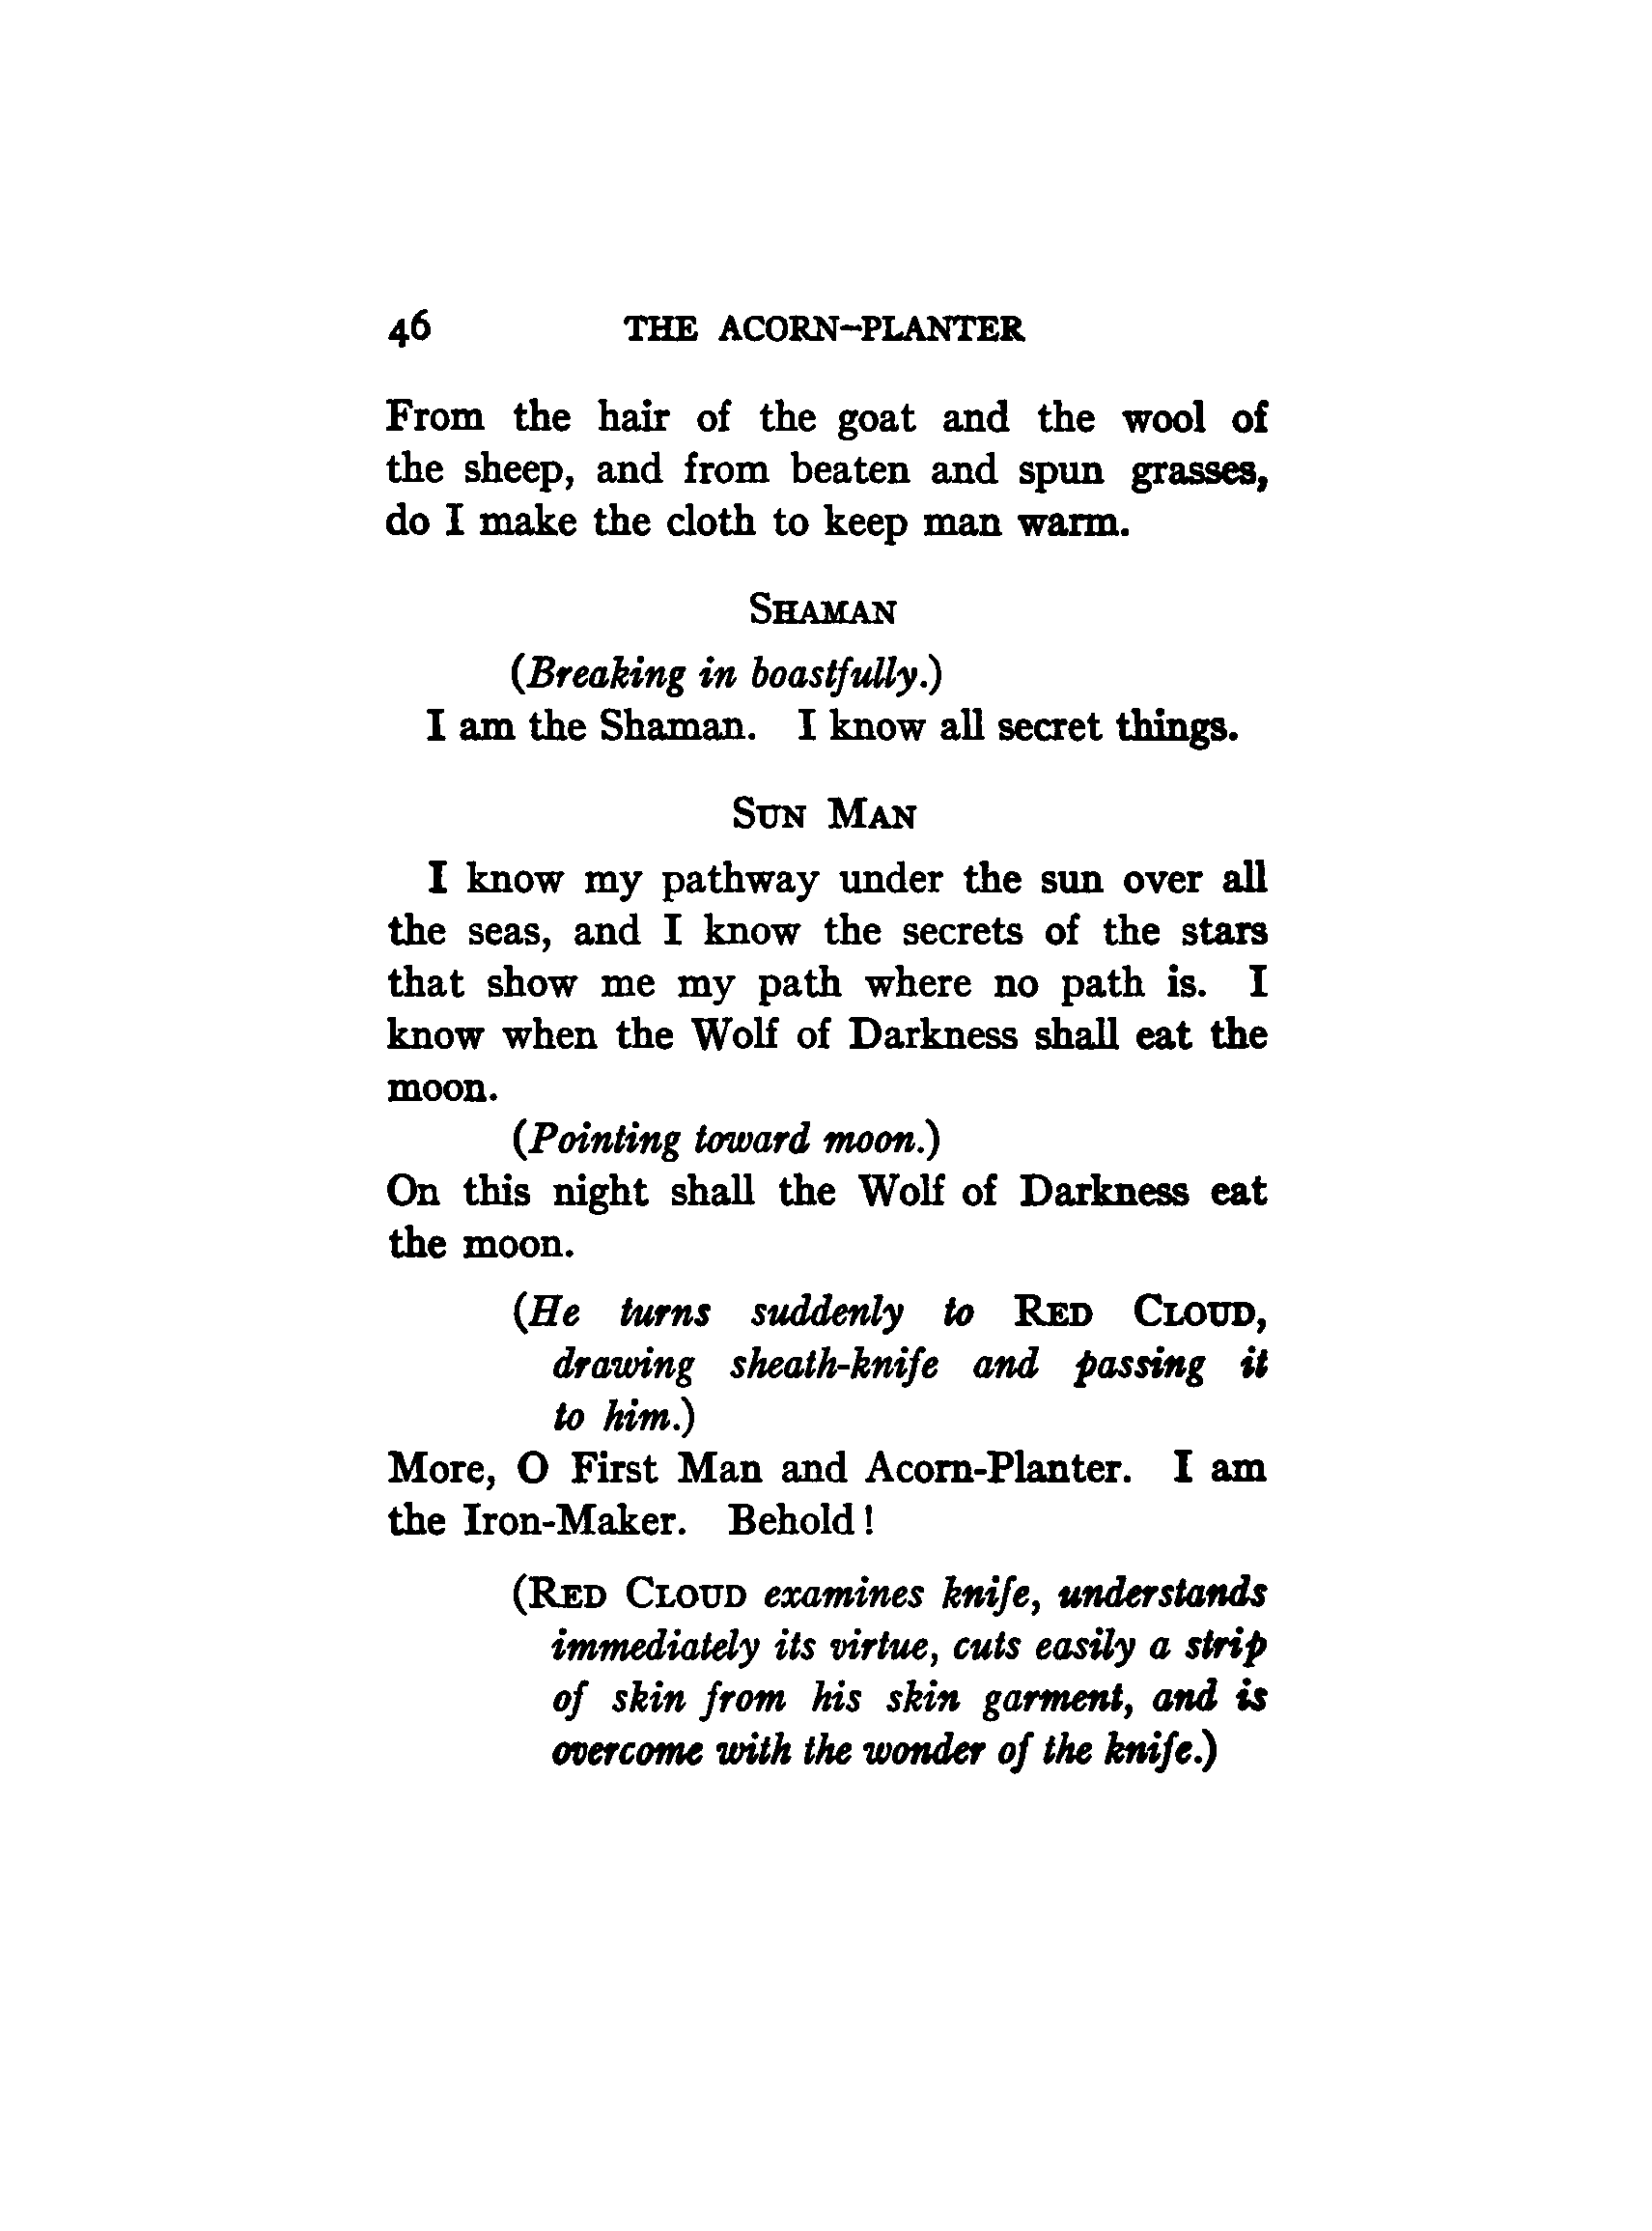 46 THE ACORN-PLANTER
From the hair of the goat and the wool of
the sheep, and from beaten and spun grasses,
do I make the cloth to keep man warm.
SHAMAN
(Breaking in boastfully.)
I am the Shaman. I know all secret things.
SUN MAN
I know my pathway under the sun over all
the seas, and I know the secrets of the stars
that show me my path where no path is. I
know when the Wolf of Darkness shall eat the
moon.
(Pointing toward moon.)
On this night shall the Wolf of Darkness eat
the moon.
(He turns suddenly to RED CLOUD,
drawing sheath-knife and passing it
to him.)
More, O First Man and Acorn-Planter. I am
the Iron-Maker. Behold!
(RED CLOUD examines knife, understands
immediately its virtue, cuts easily a strip
of skin from his skin garment, and is
overcome with the wonder of the knife.)